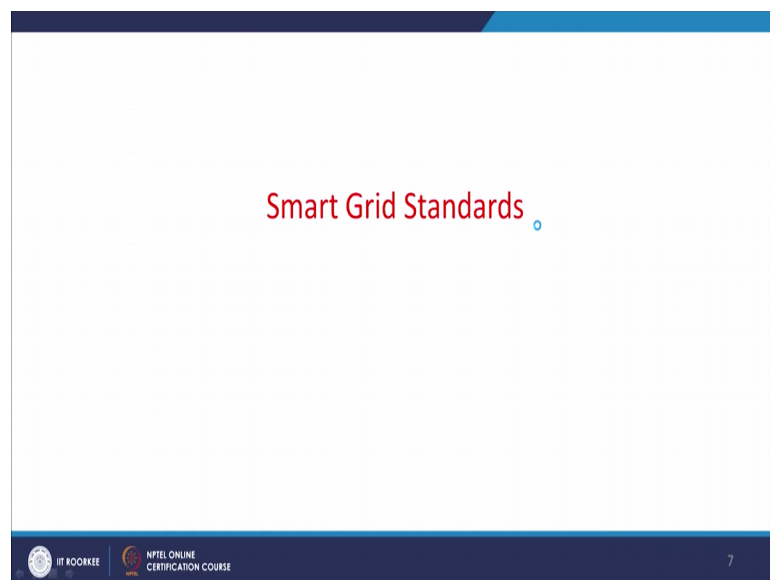 Smart Grid Standards
IIT ROORKEE
NPTEL ONLINE
CERTIFICATION COURSE
7